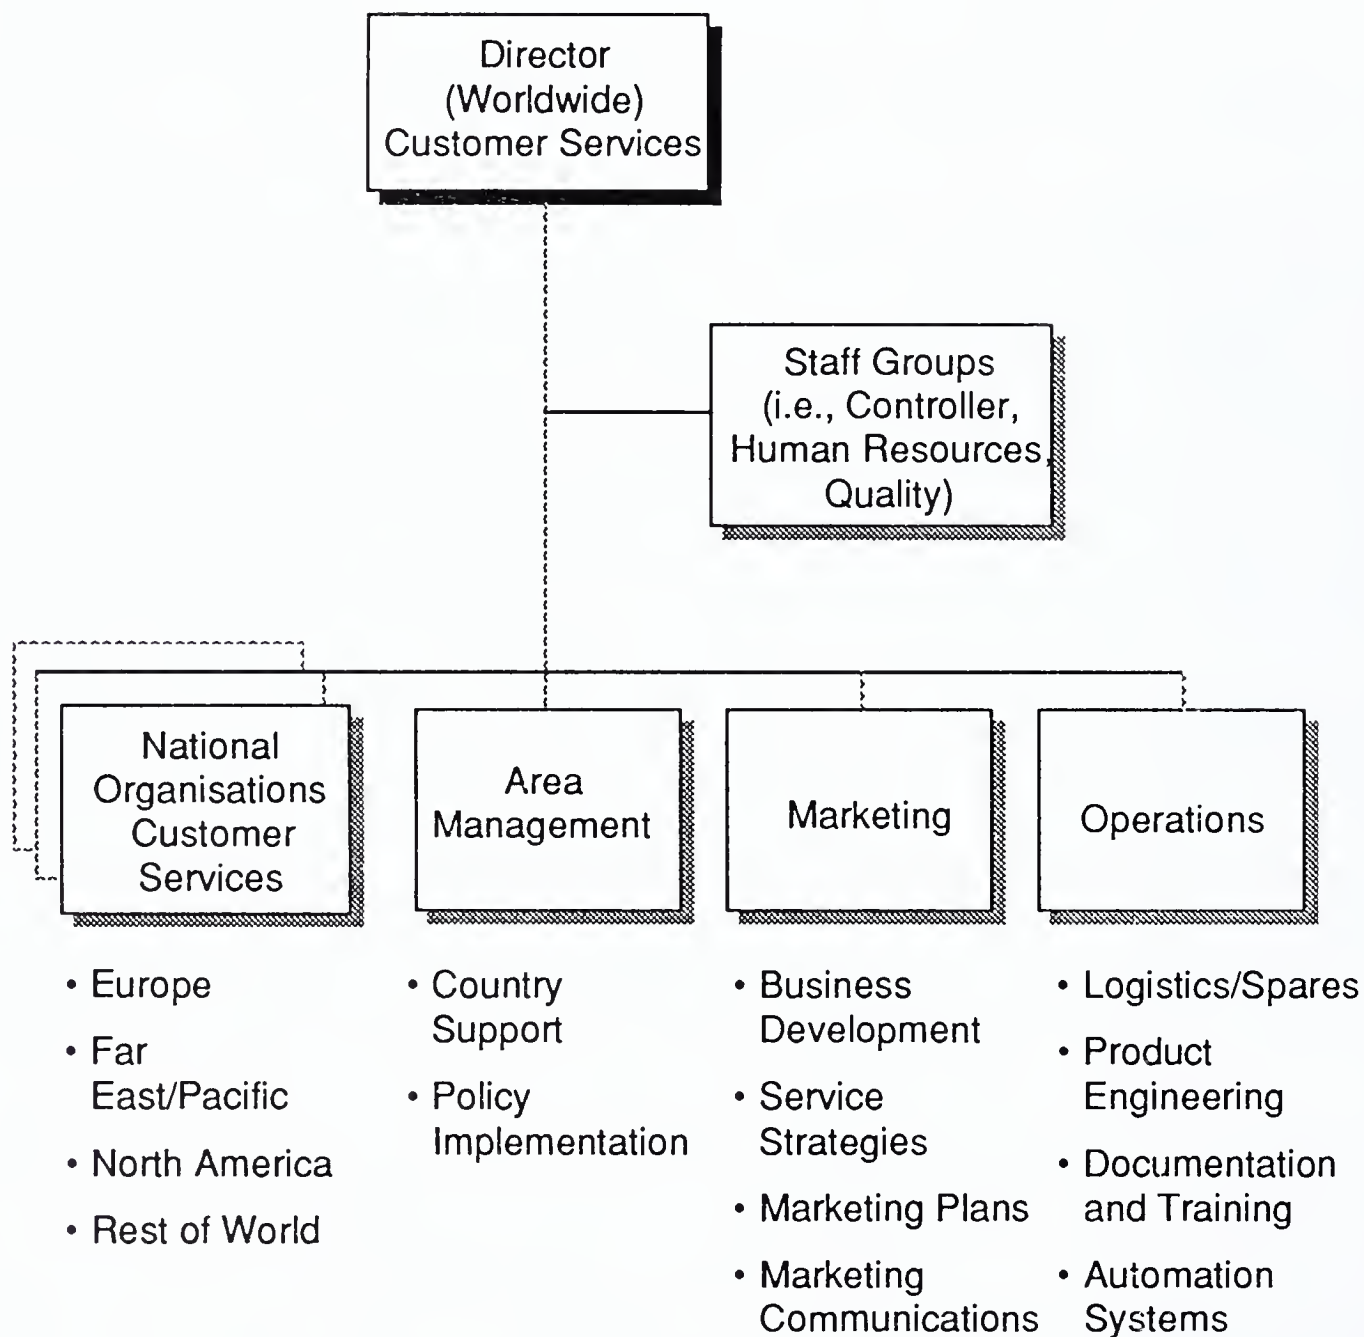 Director
(Worldwide)
Customer Services
Staff Groups
(i.e., Controller,
Human Resources,
Quality)
National
Organisations
Customer
Services
Area
Management
Marketing
Operations
• Europe
• Far
East/Pacific
• North America
• Rest of World
• Country
Support
• Policy
Implementation
• Business
Development
• Service
Strategies
• Marketing Plans
• Marketing
Communications
• Logistics/Spares
• Product
Engineering
• Documentation
and Training
• Automation
Systems